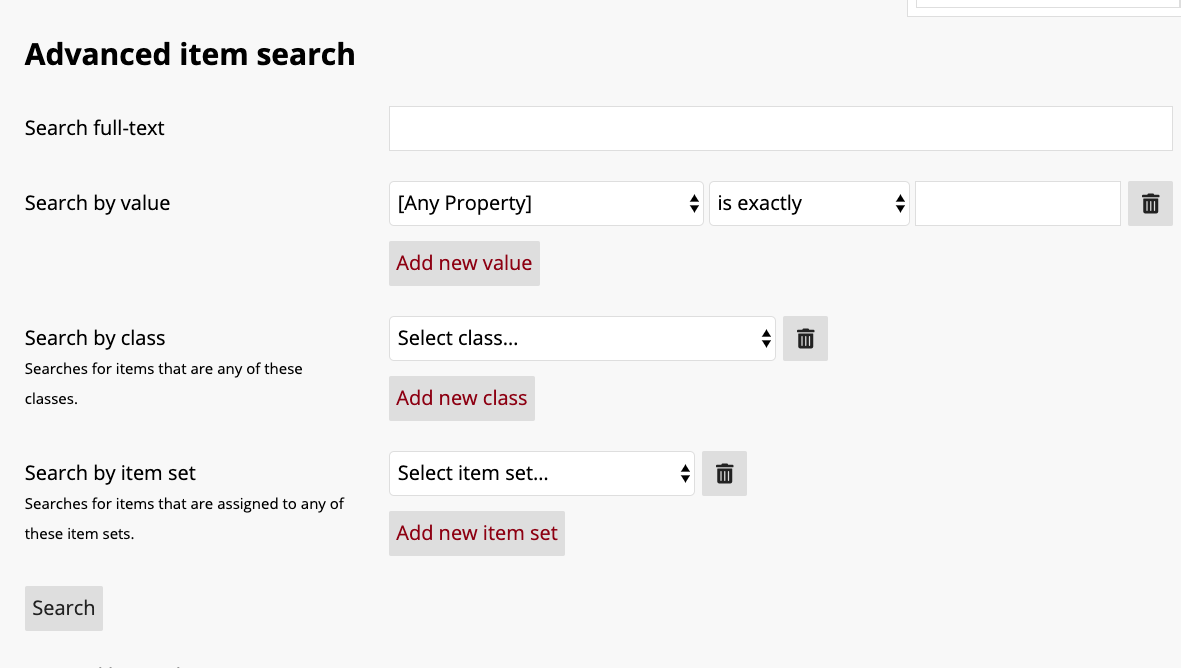 Advanced item search
Search full-text
Search by value
[Any Property]
is exactly
Add new value
Search by class
Searches for items that are any of these
classes.
Select class...
Add new class
Search by item set
Searches for items that are assigned to any of
these item sets.
Select item set...
Add new item set
Search